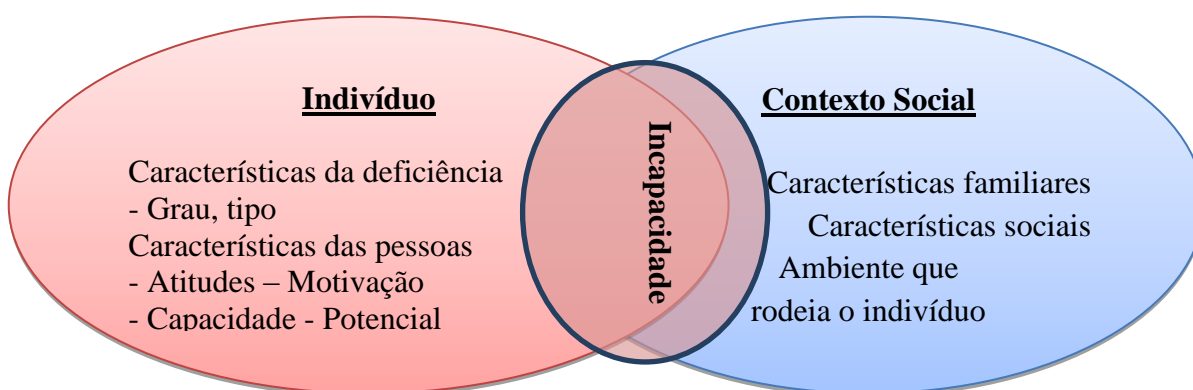 Indivíduo
Características da deficiência
- Grau, tipo
Características das pessoas
- Atitudes – Motivação
- Capacidade - Potencial
Incapacidade
Contexto Social
Características familiares
Características sociais
Ambiente que
rodeia o indivíduo